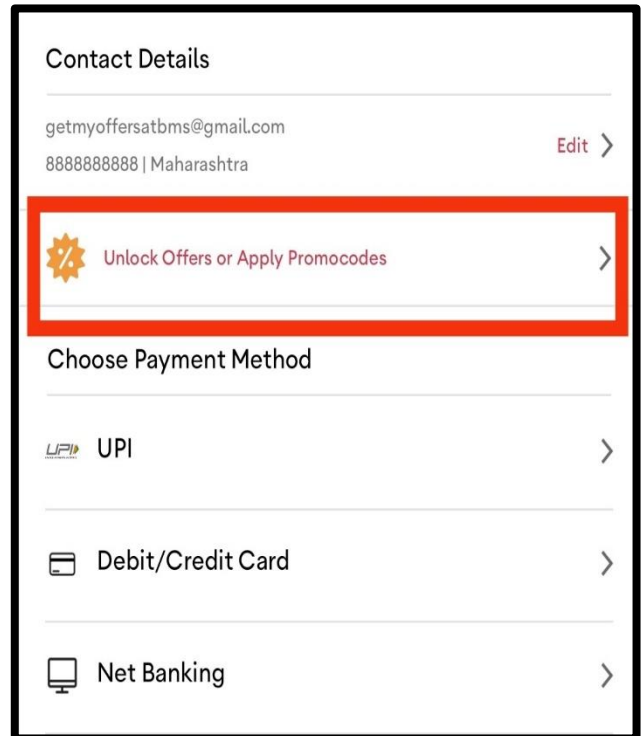 Contact Details
getmyoffersatbms@gmail.com
Edit
8888888888 | Maharashtra
Unlock Offers or Apply Promocodes
Choose Payment Method
UPI UPI
Debit/Credit Card
Net Banking